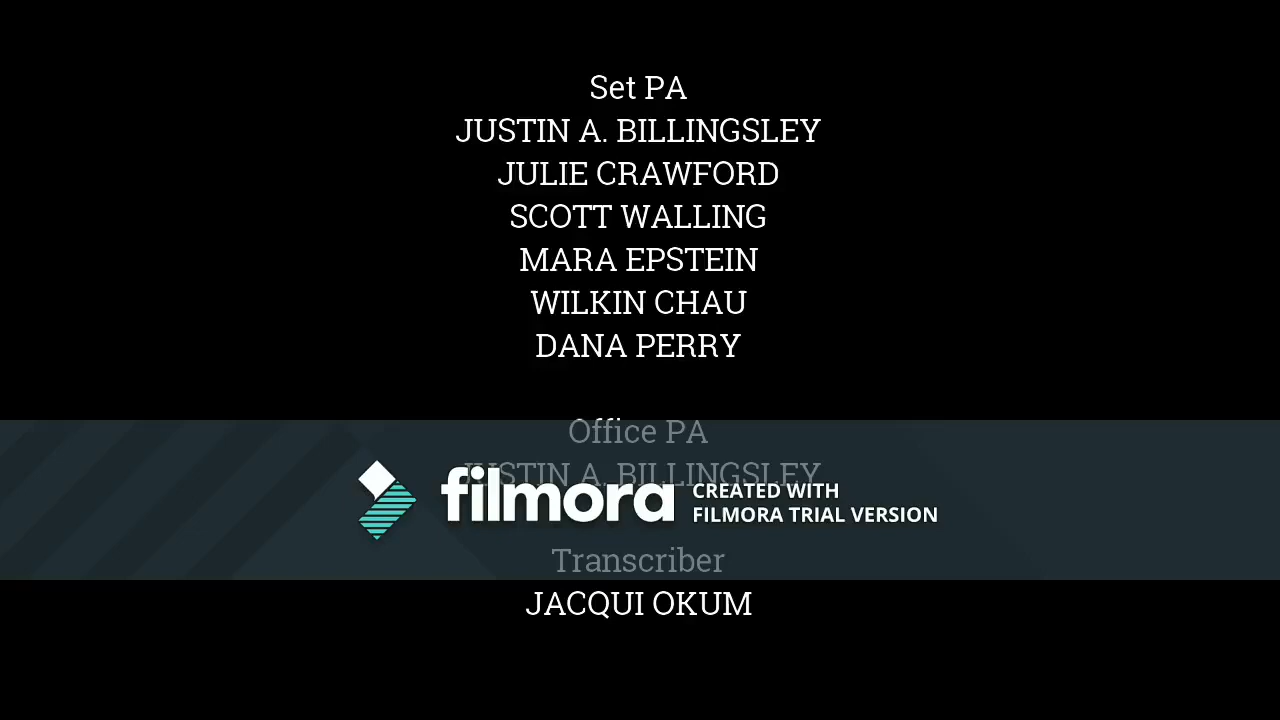 Set PA
JUSTIN A. BILLINGSLEY
JULIE CRAWFORD
SCOTT WALLING
MARA EPSTEIN
WILKIN CHAU
DANA PERRY
Office PA
JUSTIN A. BILLINGSLEY
filmora
CREATED WITH
FILMORA TRIAL VERSION
Transcriber
JACQUI OKUM